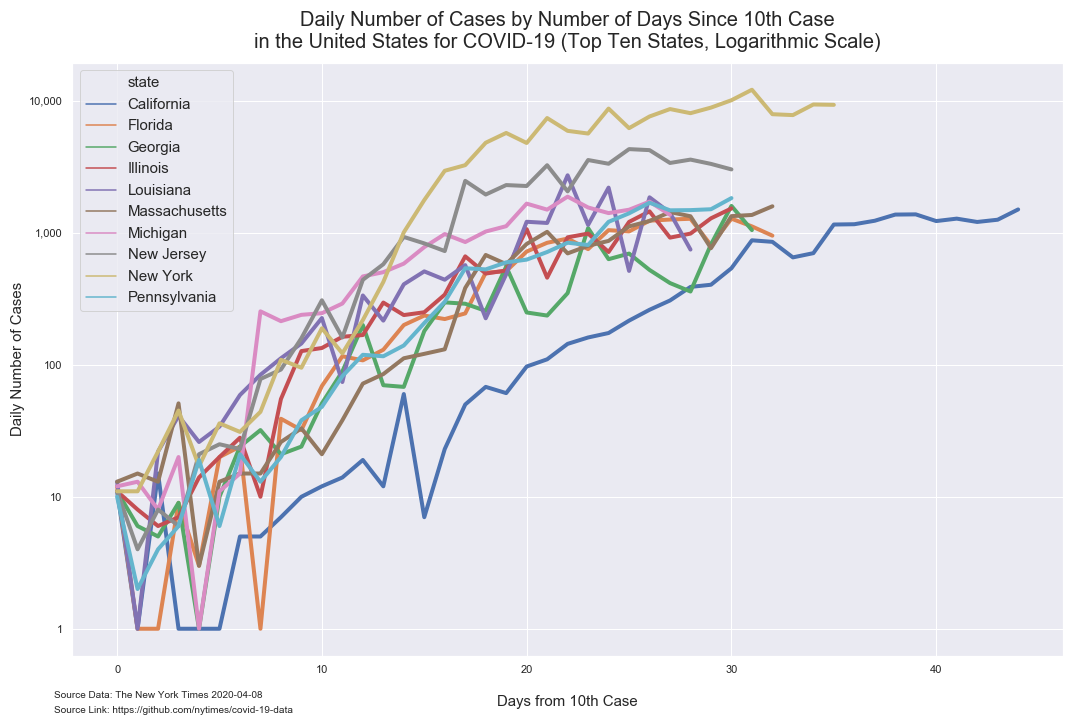 Daily Number of Cases by Number of Days Since 10th Case
in the United States for COVID-19 (Top Ten States, Logarithmic Scale)
state
California
Florida
Georgia
Illinois
Louisiana
Massachusetts
Michigan
New Jersey
New York
Pennsylvania
Daily Number of Cases
10,000
1,000
100
10
1
0
10
20
30
40
Days from 10th Case
Source Data: The New York Times 2020-04-08
Source Link: https://github.com/nytimes/covid-19-data